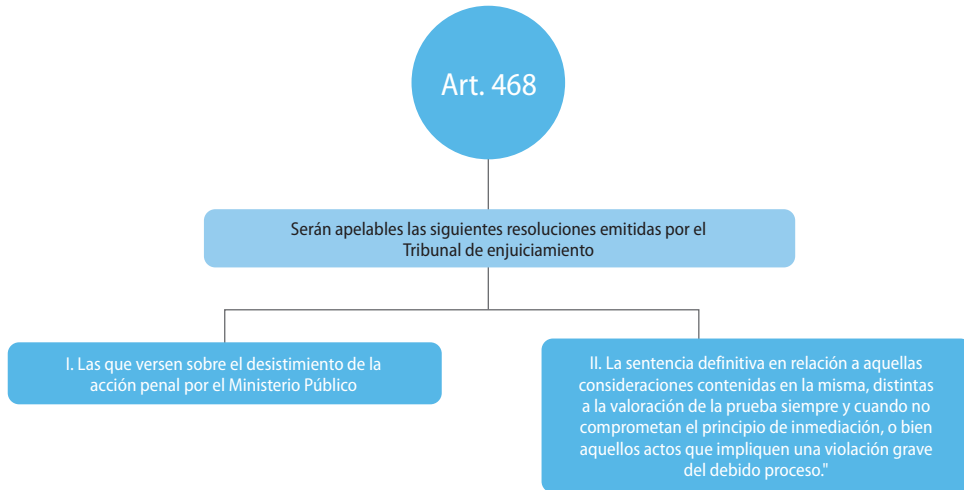 Art. 468
Serán apelables las siguientes resoluciones emitidas por el
Tribunal de enjuiciamiento
I. Las que versen sobre el desistimiento de la
acción penal por el Ministerio Público
II. La sentencia definitiva en relación a aquellas
consideraciones contenidas en la misma, distintas
a la valoración de la prueba siempre y cuando no
comprometan el principio de inmediación, o bien
aquellos actos que impliquen una violación grave
del debido proceso."